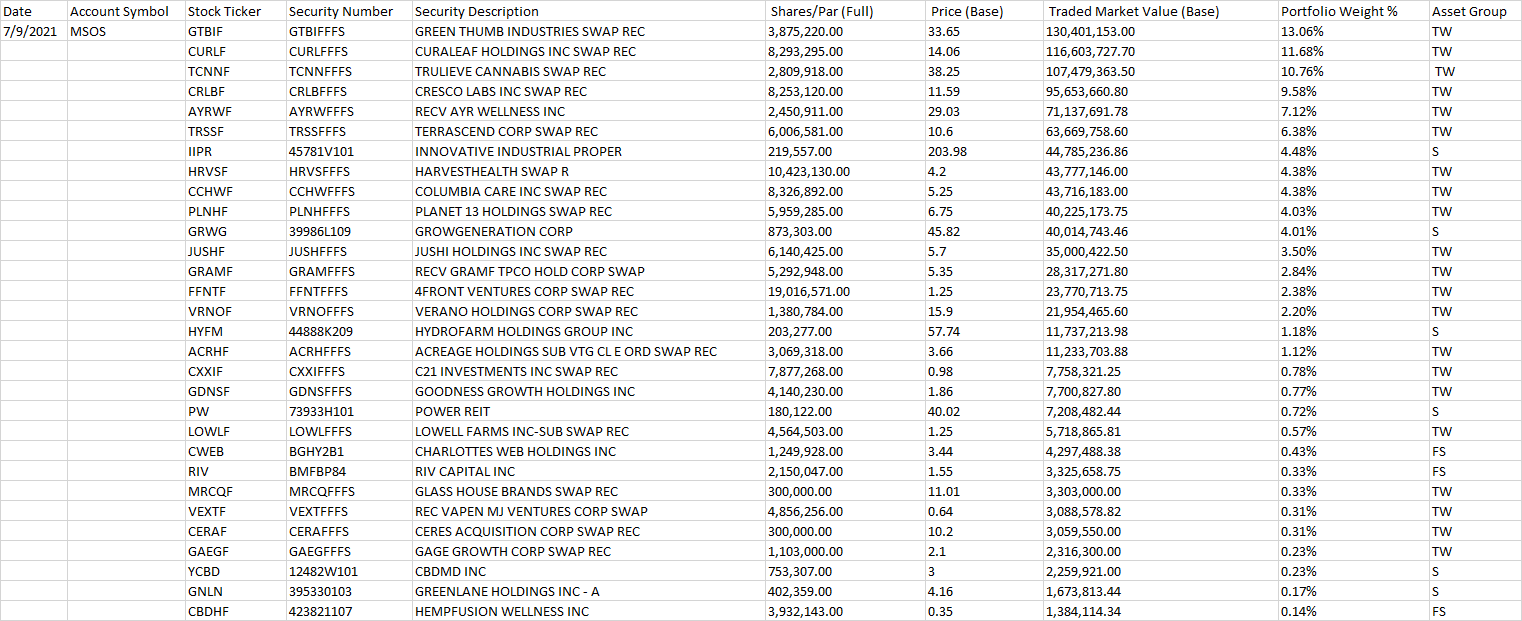 Date Account Symbol Stock Ticker Security Number Security Description Shares/Par (Full) Price (Base) Traded Market Value (Base) Portfolio Weight % Asset Group
7/9/2021 MSOS GTBIF GTBIFFFS GREEN THUMB INDUSTRIES SWAP REC 3,875,220.00 33.65 130,401,153.00 13.06% TW
CURLF CURLFFFS CURALEAF HOLDINGS INC SWAP REC 8,293,295.00 14.06 116,603,727.70 11.68% TW
TCNNF TCNNFFFS TRULIEVE CANNABIS SWAP REC 2,809,918.00 38.25 107,479,363.50 10.76% TW
CRLBF CRLBFFFS CRESCO LABS INC SWAP REC 8,253,120.00 11.59 95,653,660.80 9.58% TW
AYRWF AYRWFFFS RECV AYR WELLNESS INC 2,450,911.00 29.03 71,137,691.78 7.12% TW
TRSSF TRSSFFFS TERRASCEND CORP SWAP REC 6,006,581.00 10.6 63,669,758.60 6.38% TW
IIPR 45781V101 INNOVATIVE INDUSTRIAL PROPER 219,557.00 203.98 44,785,236.86 4.48% S
HRVSF HRVSFFFS HARVESTHEALTH SWAP R 10,423,130.00 4.2 43,777,146.00 4.38% TW
CCHWF CCHWFFFS COLUMBIA CARE INC SWAP REC 8,326,892.00 5.25 43,716,183.00 4.38% TW
PLNHF PLNHFFFS PLANET 13 HOLDINGS SWAP REC 5,959,285.00 6.75 40,225,173.75 4.03% TW
GRWG 39986L109 GROWGENERATION CORP 873,303.00 45.82 40,014,743.46 4.01% S
JUSHF JUSHFFFS JUSHI HOLDINGS INC SWAP REC 6,140,425.00 5.7 35,000,422.50 3.50% TW
GRAMF GRAMFFFS RECV GRAMF TPCO HOLD CORP SWAP 5,292,948.00 5.35 28,317,271.80 2.84% TW
FFNTF FFNTFFFS 4FRONT VENTURES CORP SWAP REC 19,016,571.00 1.25 23,770,713.75 2.38% TW
VRNOF VRNOFFFS VERANO HOLDINGS CORP SWAP REC 1,380,784.00 15.9 21,954,465.60 2.20% TW
HYFM 44888K209 HYDROFARM HOLDINGS GROUP INC 203,277.00 57.74 11,737,213.98 1.18% S
ACRHF ACRHFFFS ACREAGE HOLDINGS SUB VTG CL E ORD SWAP REC 3,069,318.00 3.66 11,233,703.88 1.12% TW
CXXIF CXXIFFFS C21 INVESTMENTS INC SWAP REC 7,877,268.00 0.98 7,758,321.25 0.78% TW
GDNSF GDNSFFFS GOODNESS GROWTH HOLDINGS INC 4,140,230.00 1.86 7,700,827.80 0.77% TW
PW 73933H101 POWER REIT 180,122.00 40.02 7,208,482.44 0.72% S
LOWLF LOWLFFFS LOWELL FARMS INC-SUB SWAP REC 4,564,503.00 1.25 5,718,865.81 0.57% TW
CWEB BGHY2B1 CHARLOTTES WEB HOLDINGS INC 1,249,928.00 3.44 4,297,488.38 0.43% FS
RIV BMFBP84 RIV CAPITAL INC 2,150,047.00 1.55 3,325,658.75 0.33% FS
MRCQF MRCQFFFS GLASS HOUSE BRANDS SWAP REC 300,000.00 11.01 3,303,000.00 0.33% TW
VEXTF VEXTFFFS REC VAPEN MJ VENTURES CORP SWAP 4,856,256.00 0.64 3,088,578.82 0.31% TW
CERAF CERAFFFS CERES ACQUISITION CORP SWAP REC 300,000.00 10.2 3,059,550.00 0.31% TW
GAEGF GAEGFFFS GAGE GROWTH CORP SWAP REC 1,103,000.00 2.1 2,316,300.00 0.23% TW
YCBD 12482W101 CBDMD INC 753,307.00 3 2,259,921.00 0.23% S
GNLN 395330103 GREENLANE HOLDINGS INC - A 402,359.00 4.16 1,673,813.44 0.17% S
CBDHF 423821107 HEMPFUSION WELLNESS INC 3,932,143.00 0.35 1,384,114.34 0.14% FS